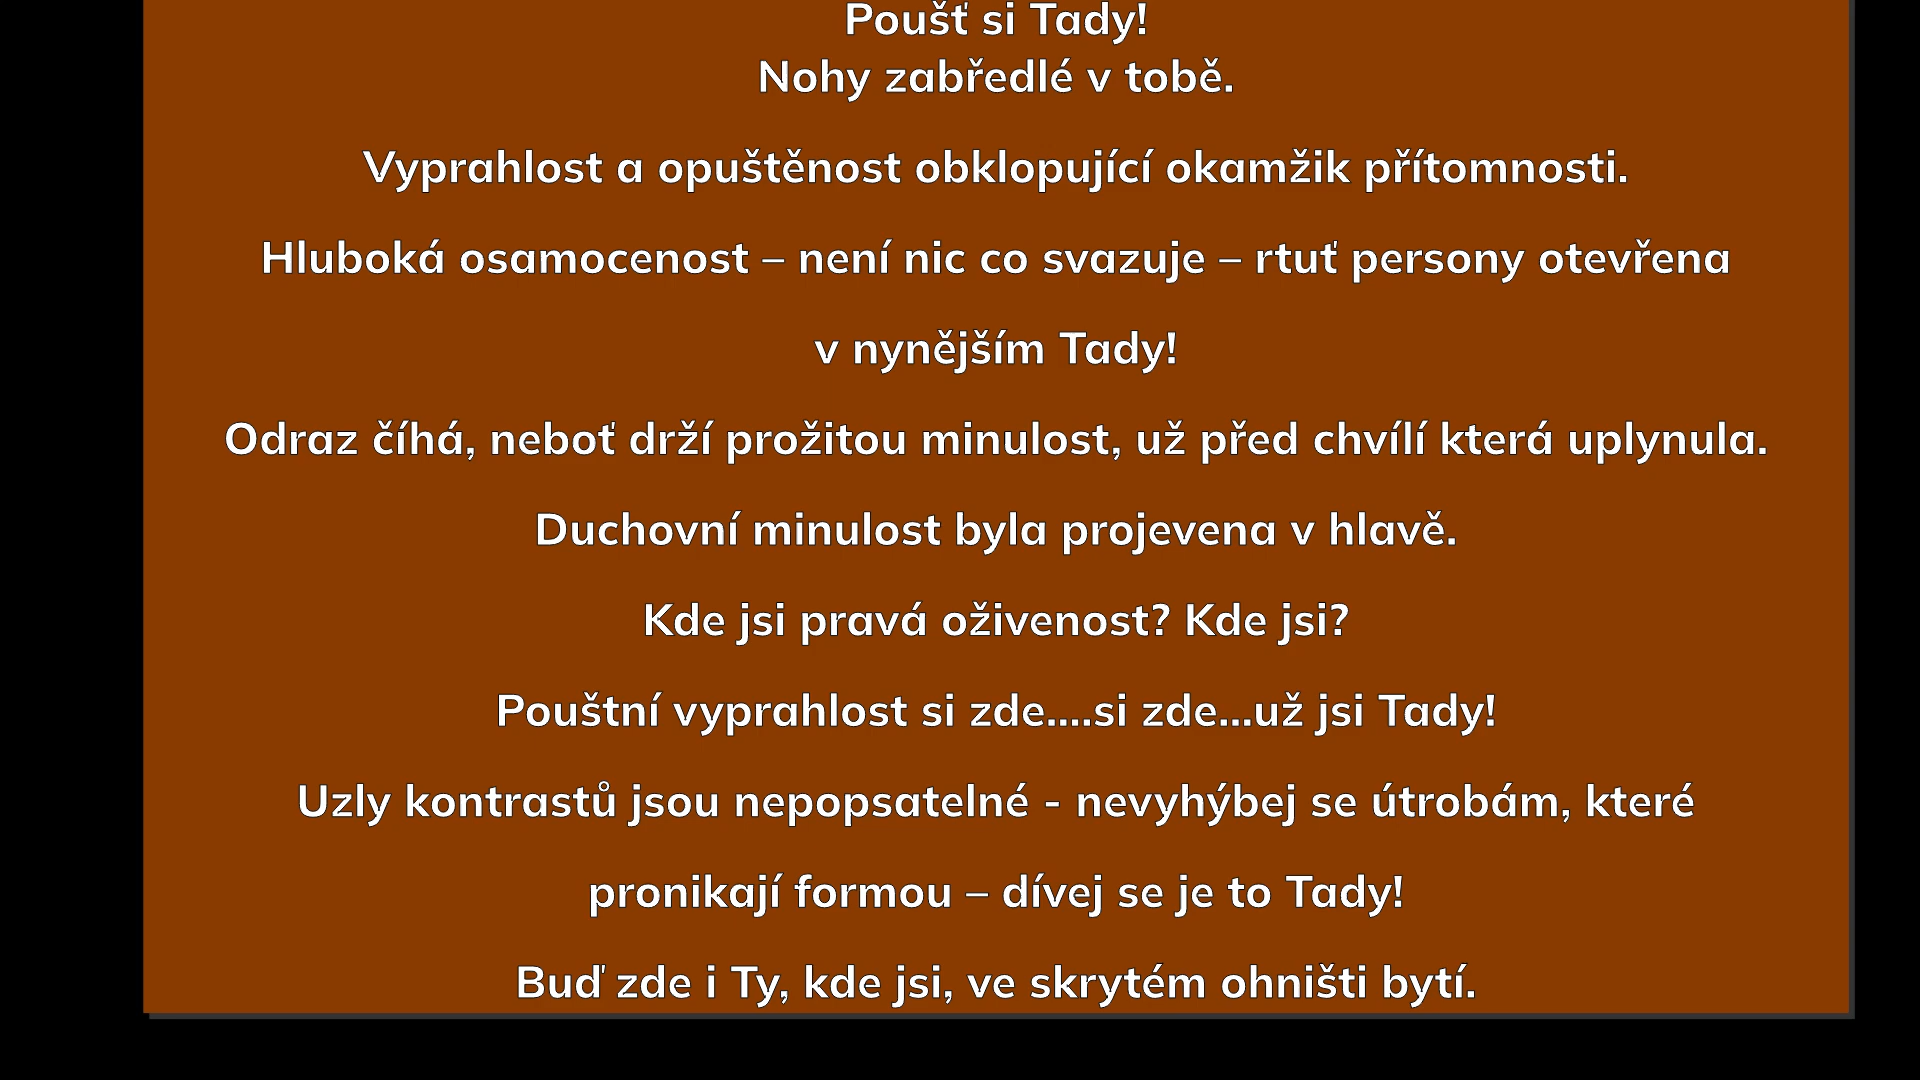 Poušť si Tady!
Nohy zabředlé v tobě.
Vyprahlost a opuštěnost obklopující okamžik přítomnosti.
Hluboká osamocenost – není nic co svazuje – rtuť persony otevřena
v nynějším Tady!
Odraz číhá, neboť drží prožitou minulost, už před chvílí která uplynula.
Duchovní minulost byla projevena v hlavě.
Kde jsi pravá oživenost? Kde jsi?
Pouštní vyprahlost si zde....si zde...už jsi Tady!
Uzly kontrastů jsou nepopsatelné - nevyhýbej se útrobám, které
pronikají formou – dívej se je to Tady!
Buď zde i Ty, kde jsi, ve skrytém ohništi bytí.